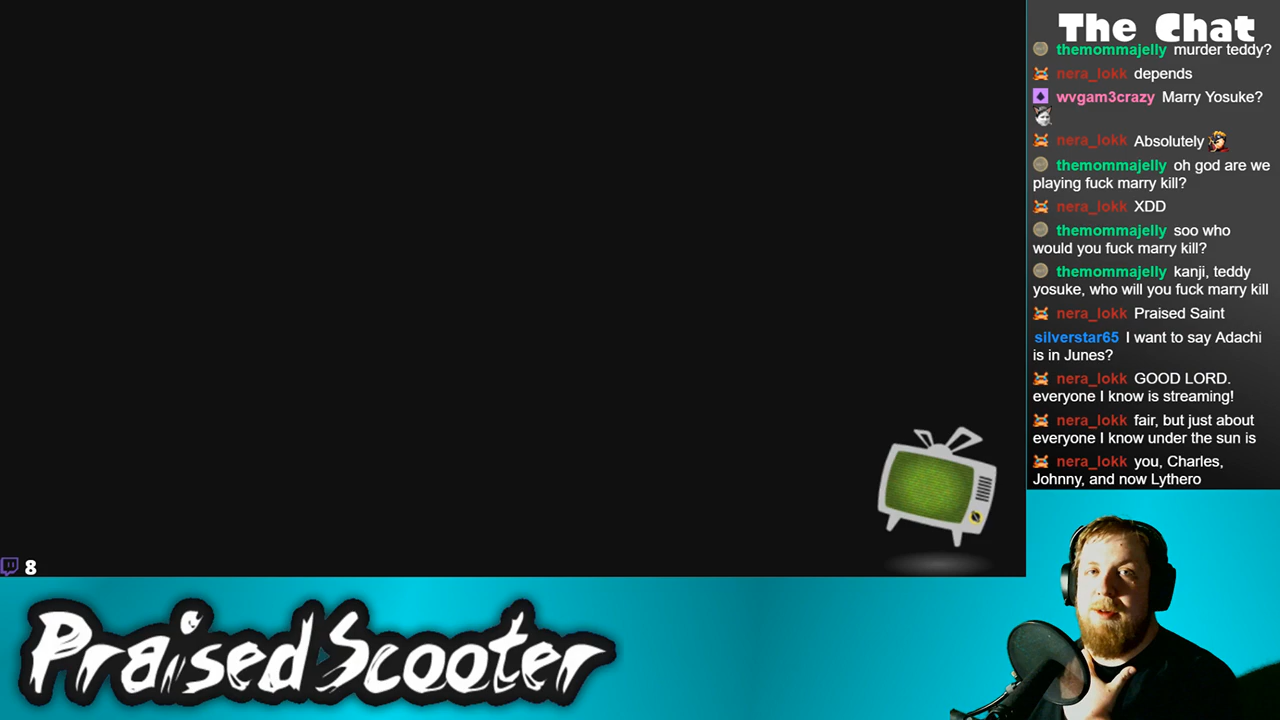 The Chat
themommajelly murder teddy?
nera_lokk depends
wvgam3crazy Marry Yosuke?
nera_lokk Absolutely
themommajelly oh god are we
playing fuck marry kill?
nera_lokk XDD
themommajelly soo who
would you fuck marry kill?
themommajelly kanji, teddy
yosuke, who will you fuck marry kill
nera_lokk Praised Saint
silverstar65 I want to say Adachi
is in Junes?
nera_lokk GOOD LORD.
everyone I know is streaming!
nera_lokk fair, but just about
everyone I know under the sun is
nera_lokk you, Charles,
Johnny, and now Lythero
8
PraisedScooter